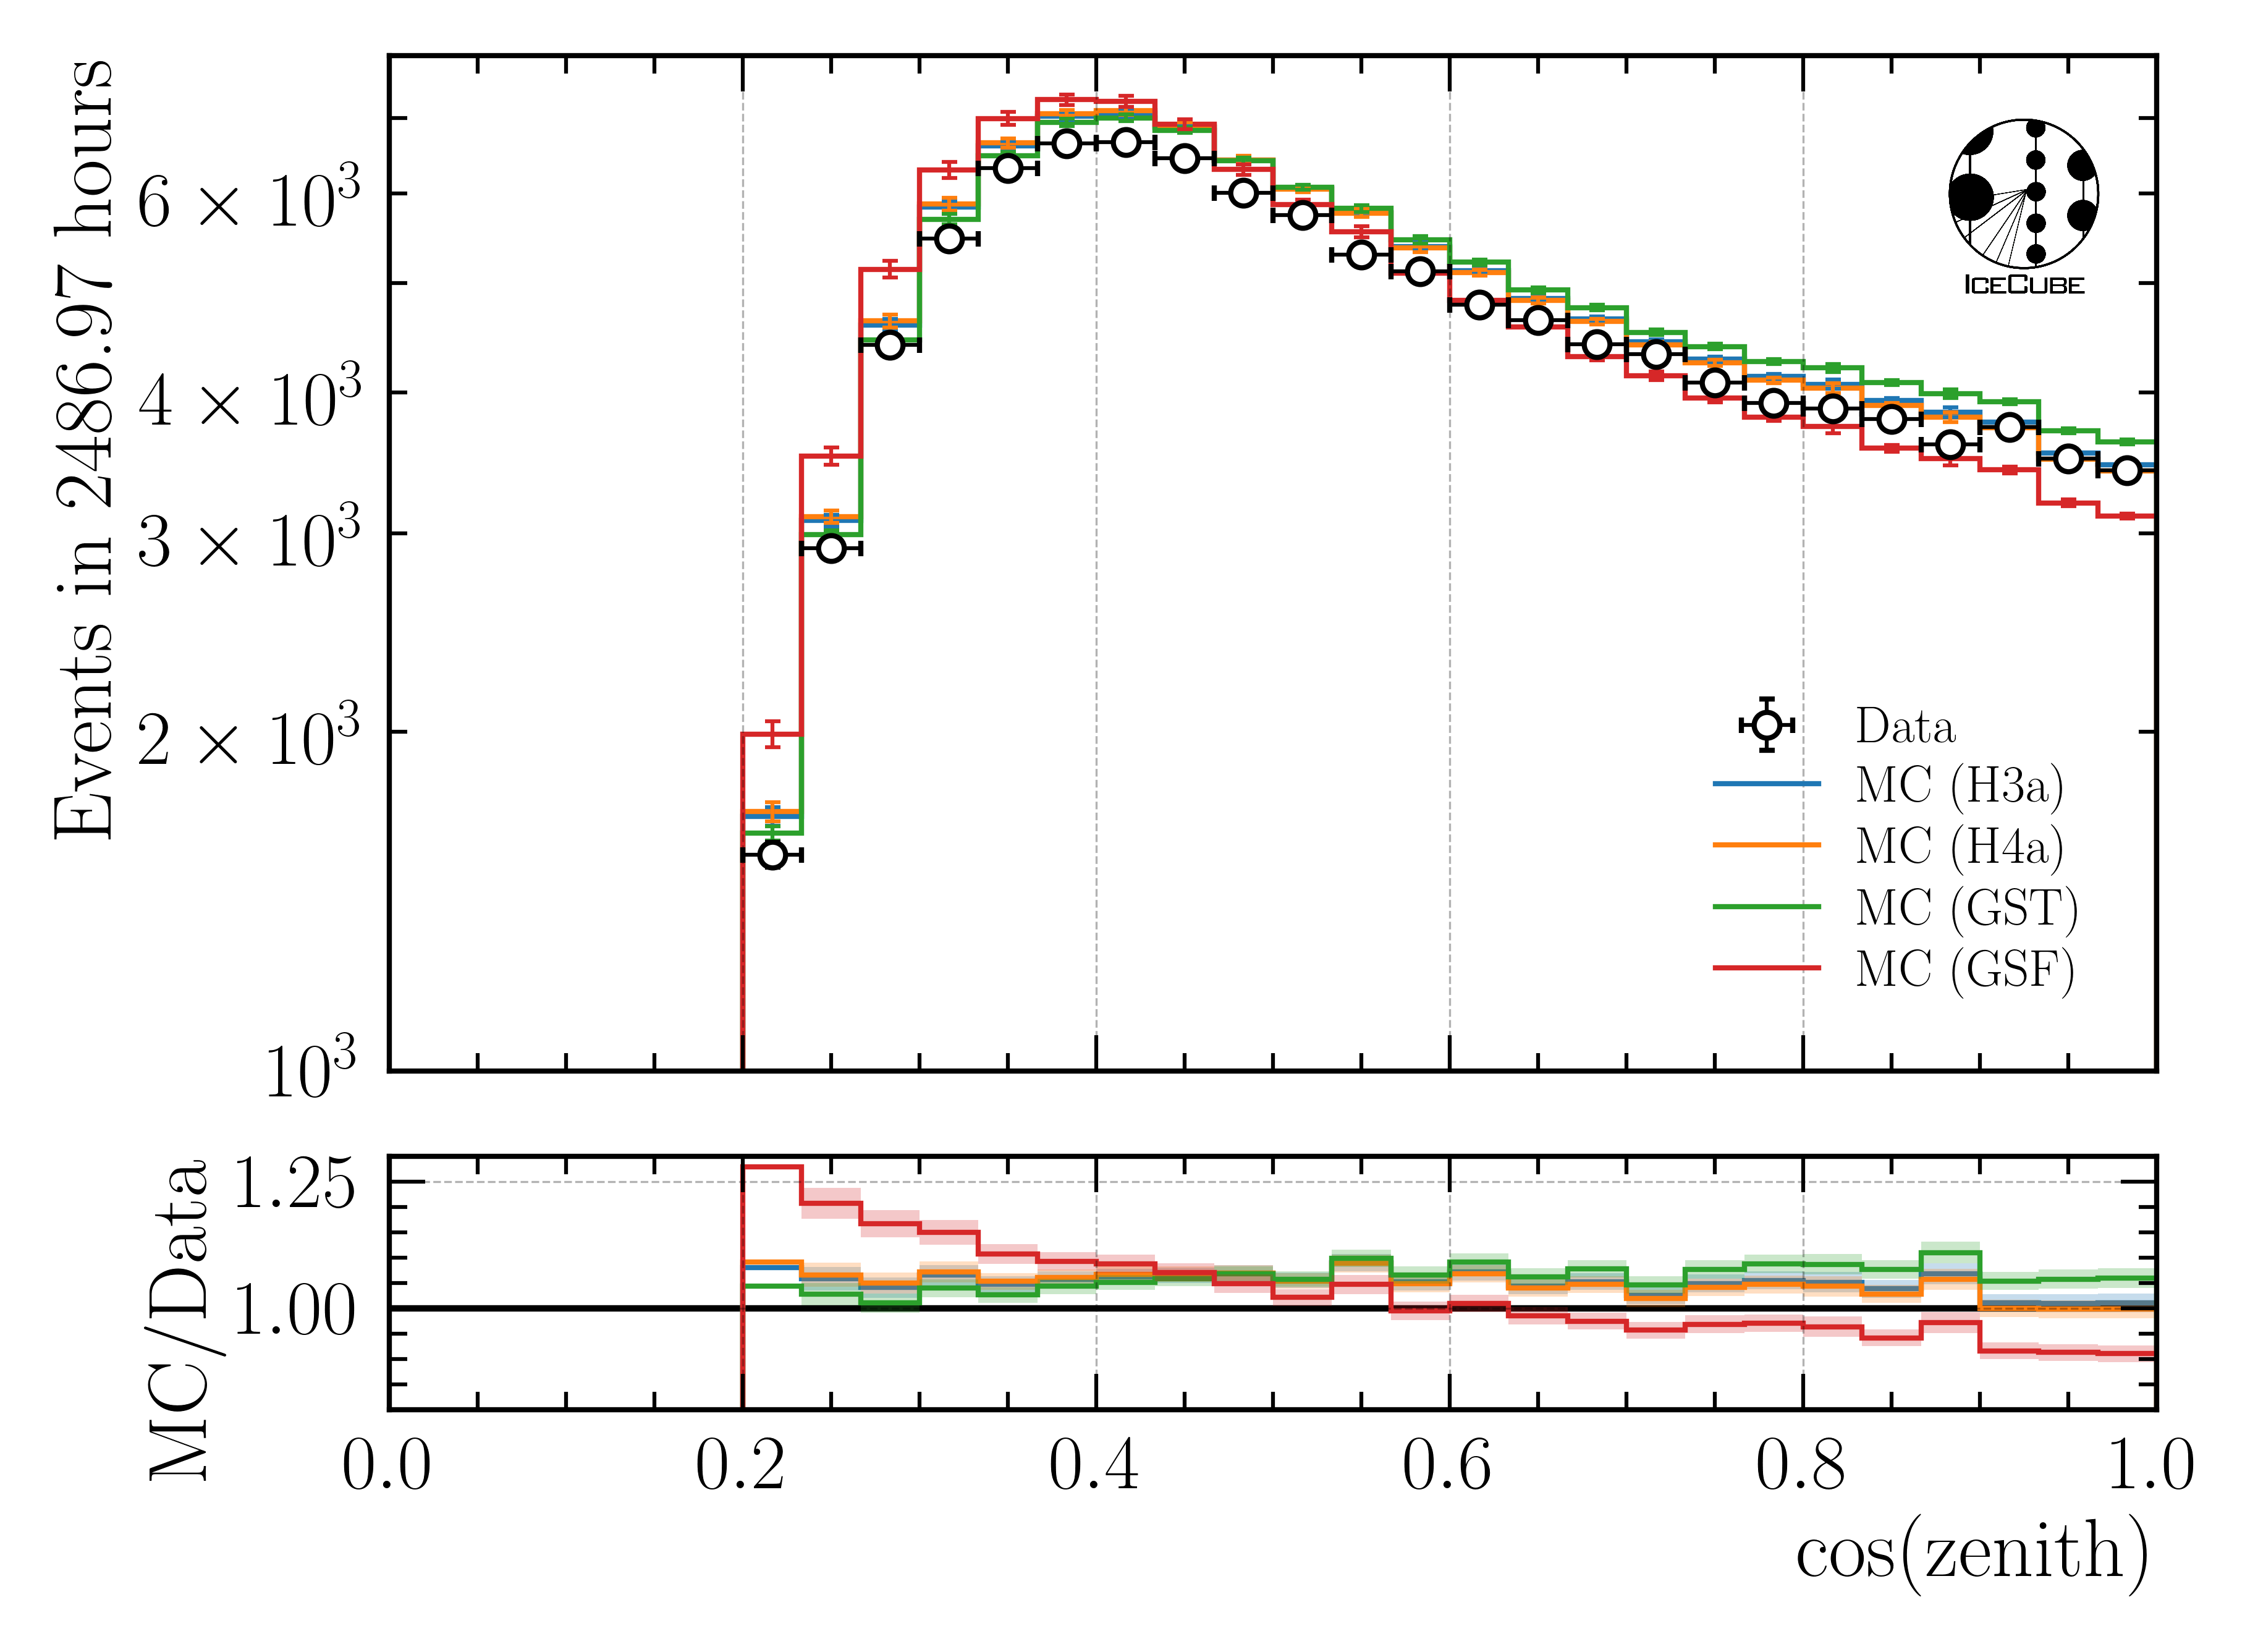 Events in 2486.97 hours
6 × 10³
4 × 10³
3 × 10³
2 × 10³
10³
ICECUBE
Data
MC (H3a)
MC (H4a)
MC (GST)
MC (GSF)
MC/Data
1.25
1.00
0.0 0.2 0.4 0.6 0.8 1.0
cos(zenith)